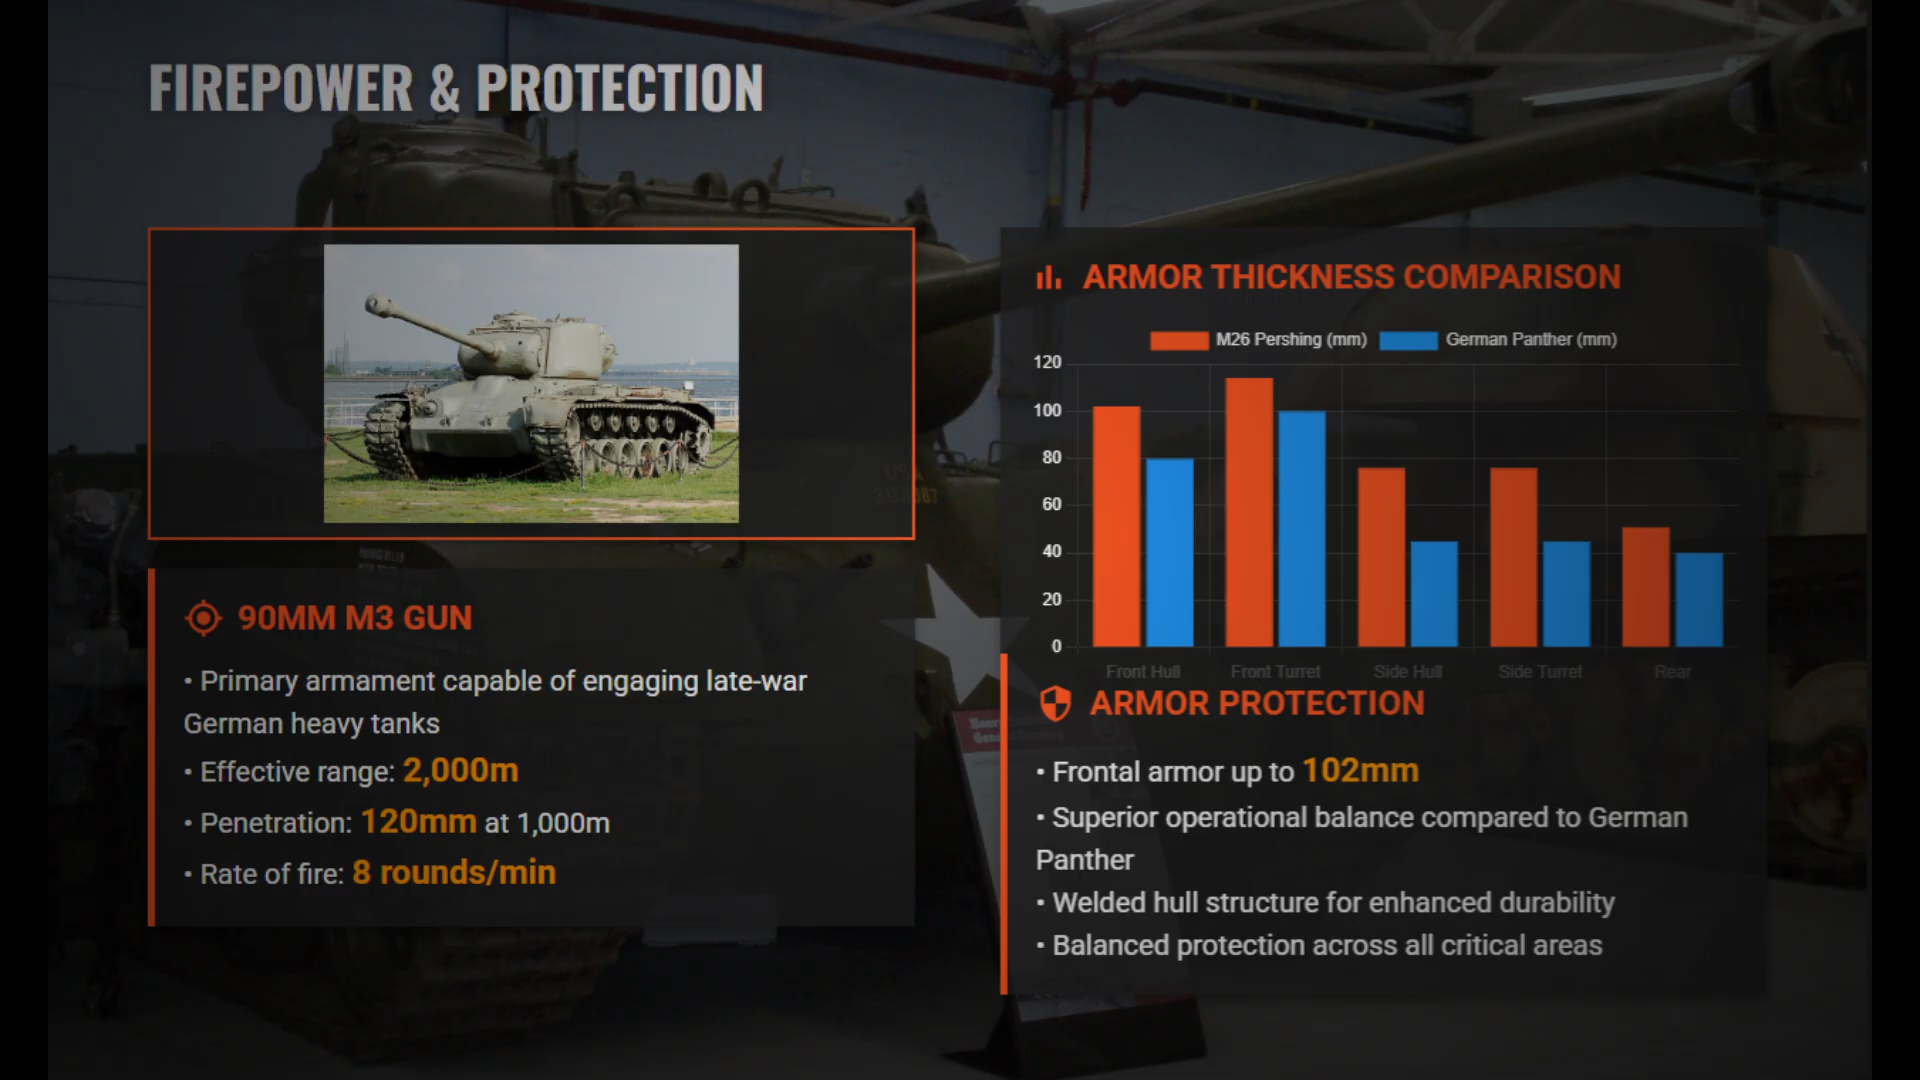 FIREPOWER & PROTECTION
90MM M3 GUN
• Primary armament capable of engaging late-war
German heavy tanks
• Effective range: 2,000m
• Penetration: 120mm at 1,000m
• Rate of fire: 8 rounds/min
ARMOR THICKNESS COMPARISON
M26 Pershing (mm) German Panther (mm)
120
100
80
60
40
20
0
Front Hull Front Turret Side Hull Side Turret Rear
ARMOR PROTECTION
• Frontal armor up to 102mm
• Superior operational balance compared to German
Panther
• Welded hull structure for enhanced durability
• Balanced protection across all critical areas
USA